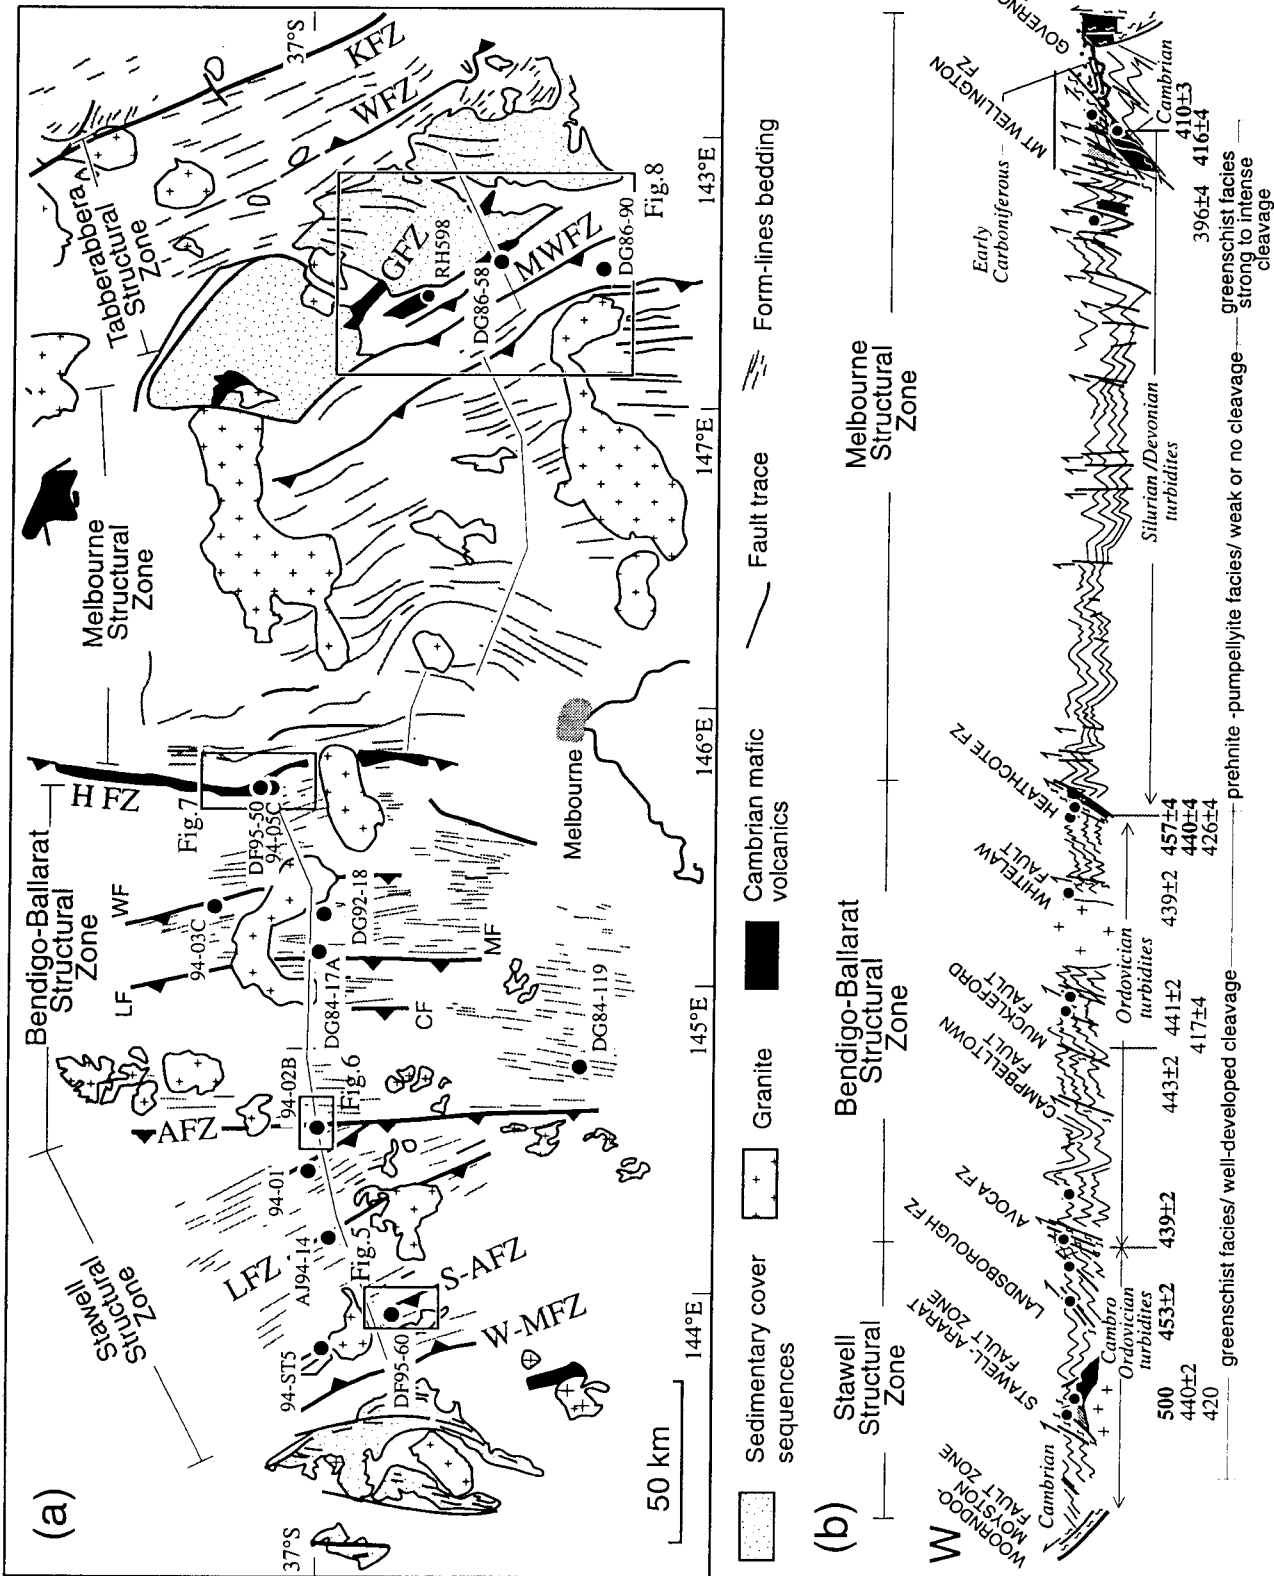 (a)
37°S
Stawell
Structural
Zone
Bendigo-Ballarat
Structural
Zone
Melbourne
Structural
Zone
Tabberabbera
Structural
Zone
37°S
KFZ
WFZ
H FZ
WF
LF
AFZ
LFZ
S-AFZ
W-MFZ
CF
MF
GFZ
MWFZ
94-ST5
AJ94-14
94-01
94-02B
94-03C
DF95-50
94-05C
DG92-18
DG84-17A
DG84-119
DF95-60
RH598
DG86-58
DG86-90
Fig.5
Fig.6
Fig.7
Fig.8
Melbourne
50 km
144°E
145°E
146°E
147°E
143°E
Sedimentary cover
sequences
Granite
Cambrian mafic
volcanics
Fault trace
Form-lines bedding
(b)
Stawell
Structural
Zone
Bendigo-Ballarat
Structural
Zone
Melbourne
Structural
Zone
W
WOORNDOO-
MOYSTON
FAULT ZONE
STAWELL- ARARAT
FAULT ZONE
LANDSBOROUGH FZ
AVOCA FZ
CAMPBELLTOWN
FAULT
MUCKLEFORD
FAULT
WHITELAW
FAULT
HEATHCOTE FZ
MT WELLINGTON
FZ
Early
Carboniferous
Cambrian
Cambro
Ordovician
turbidites
Ordovician
turbidites
Silurian /Devonian
turbidites
Cambrian
500
440±2
420
453±2
439±2
443±2
441±2
417±4
439±2
457±4
440±4
426±4
396±4
410±3
416±4
greenschist facies/ well-developed cleavage
prehnite -pumpellyite facies/ weak or no cleavage
greenschist facies
strong to intense
cleavage